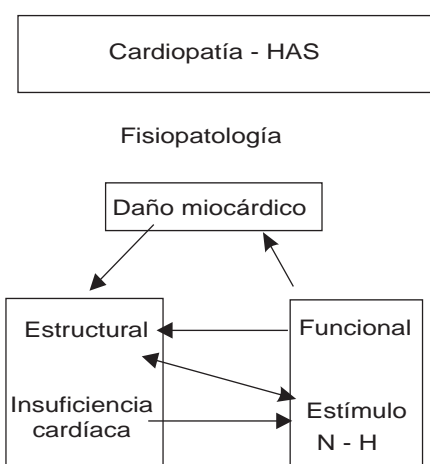 Cardiopatía - HAS
Fisiopatología
Daño miocárdico
Estructural
Insuficiencia
cardíaca
Funcional
Estímulo
N - H